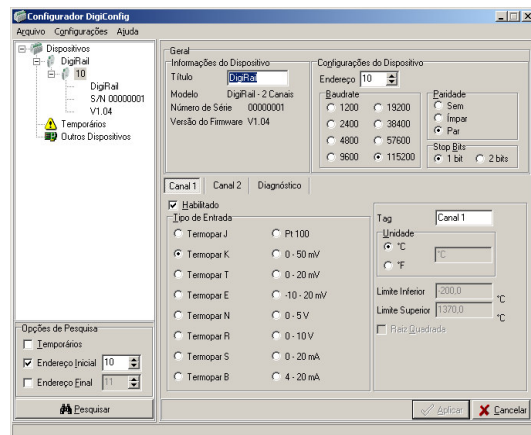 Configurador DigiConfig
Arquivo Configurações Ajuda
Dispositivos
DigiRail
10
DigiRail
S/N 00000001
V1.04
Temporários
Outros Dispositivos
Opções de Pesquisa
Temporários
Endereço Inicial 10
Endereço Final 11
Pesquisar
Geral
Informações do Dispositivo
Título DigiRail
Modelo DigiRail - 2 Canais
Número de Série 00000001
Versão do Firmware V1.04
Configurações do Dispositivo
Endereço 10
Baudrate
1200 19200
2400 38400
4800 57600
9600 115200
Paridade
Sem
Ímpar
Par
Stop Bits
1 bit 2 bits
Canal 1 Canal 2 Diagnóstico
Habilitado
Tipo de Entrada
Termopar J Pt 100
Termopar K 0 - 50 mV
Termopar T 0 - 20 mV
Termopar E -10 - 20 mV
Termopar N 0 - 5 V
Termopar R 0 - 10 V
Termopar S 0 - 20 mA
Termopar B 4 - 20 mA
Tag Canal 1
Unidade
°C °C
°F
Limite Inferior -200,0 °C
Limite Superior 1370,0 °C
Raiz Quadrada
Aplicar Cancelar